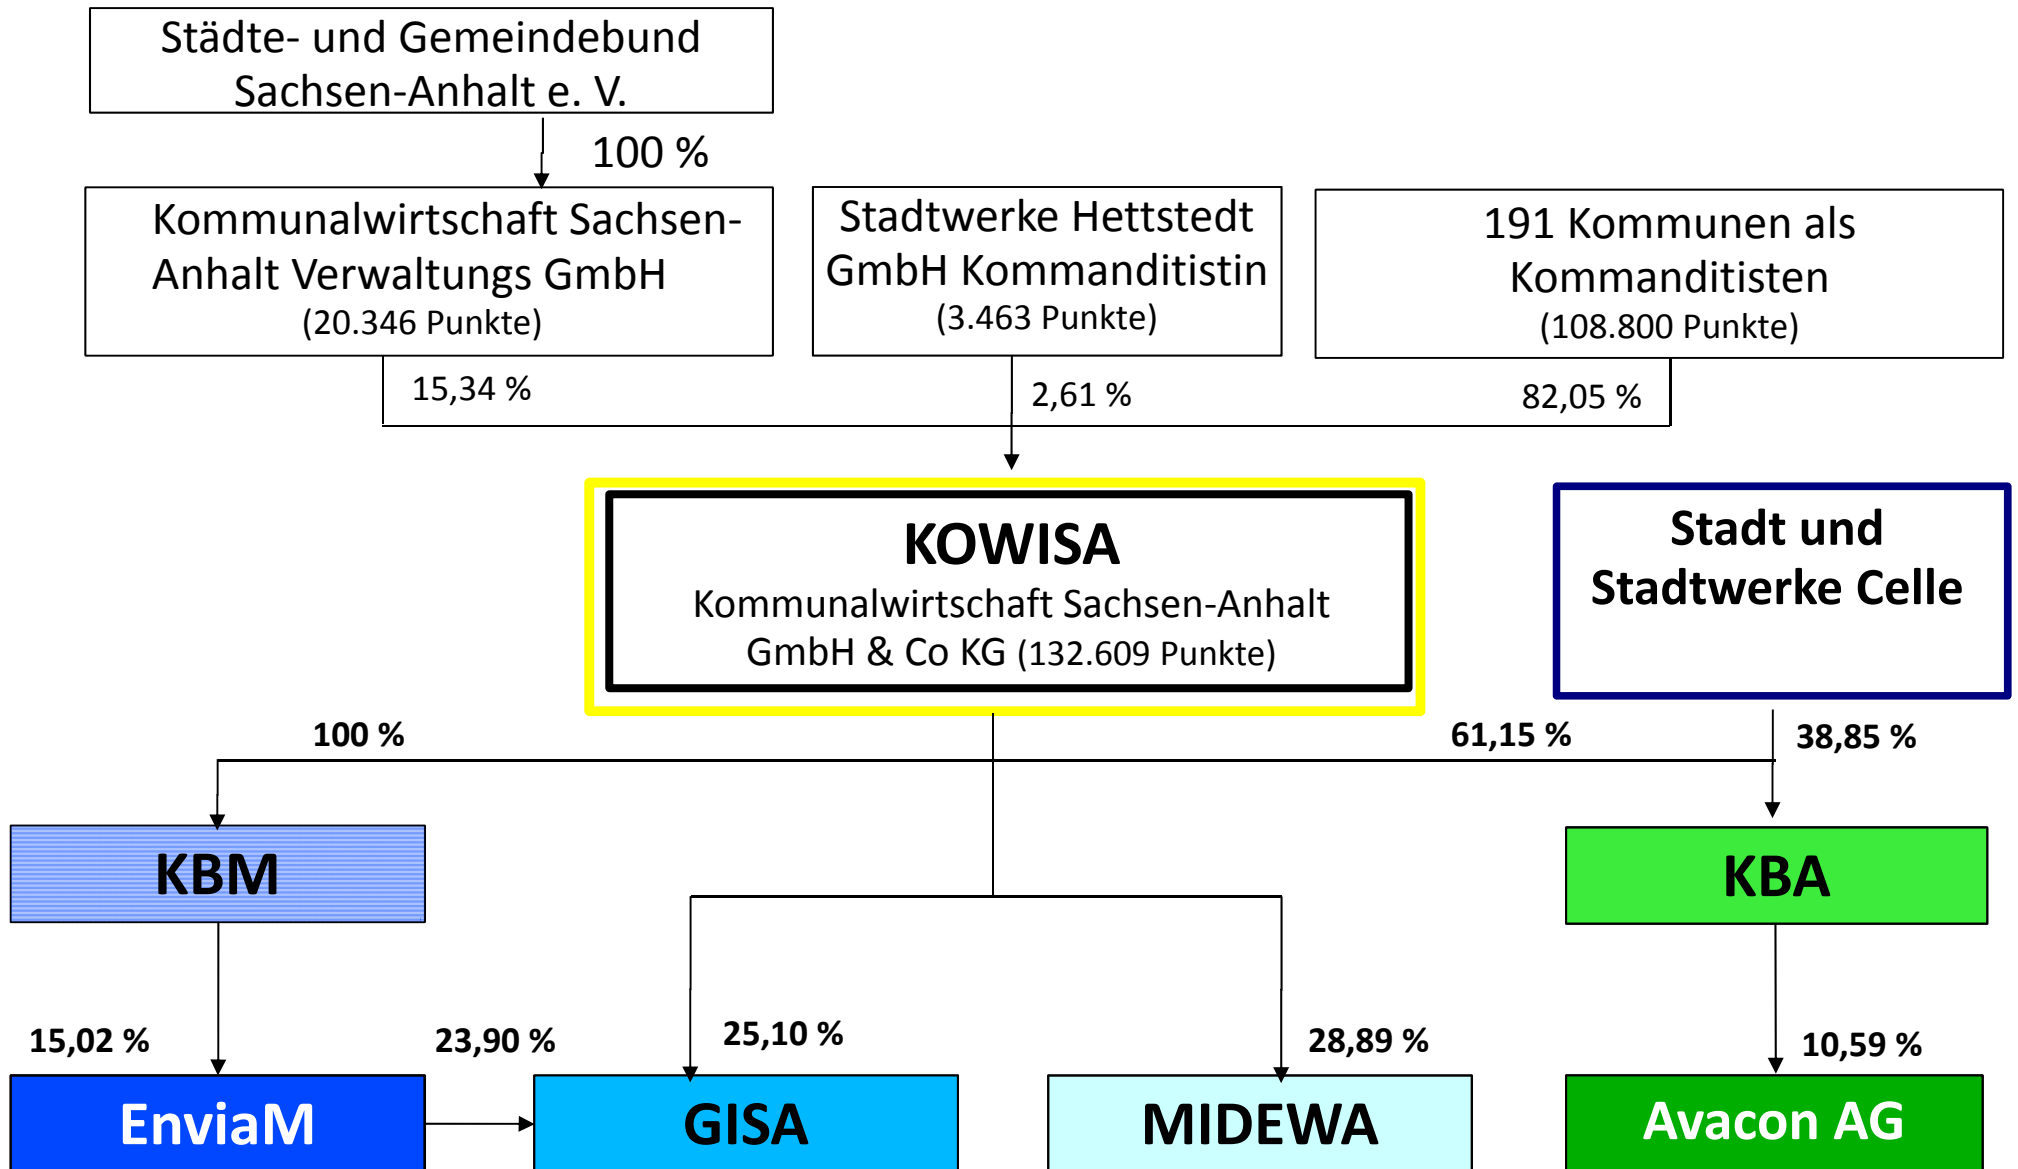 Städte- und Gemeindebund
Sachsen-Anhalt e. V.
100 %
Kommunalwirtschaft Sachsen-
Anhalt Verwaltungs GmbH
(20.346 Punkte)
Stadtwerke Hettstedt
GmbH Kommanditistin
(3.463 Punkte)
191 Kommunen als
Kommanditisten
(108.800 Punkte)
15,34 %
2,61 %
82,05 %
KOWISA
Kommunalwirtschaft Sachsen-Anhalt
GmbH & Co KG (132.609 Punkte)
Stadt und
Stadtwerke Celle
100 %
61,15 %
38,85 %
KBM
KBA
15,02 %
23,90 %
25,10 %
28,89 %
10,59 %
EnviaM
GISA
MIDEWA
Avacon AG